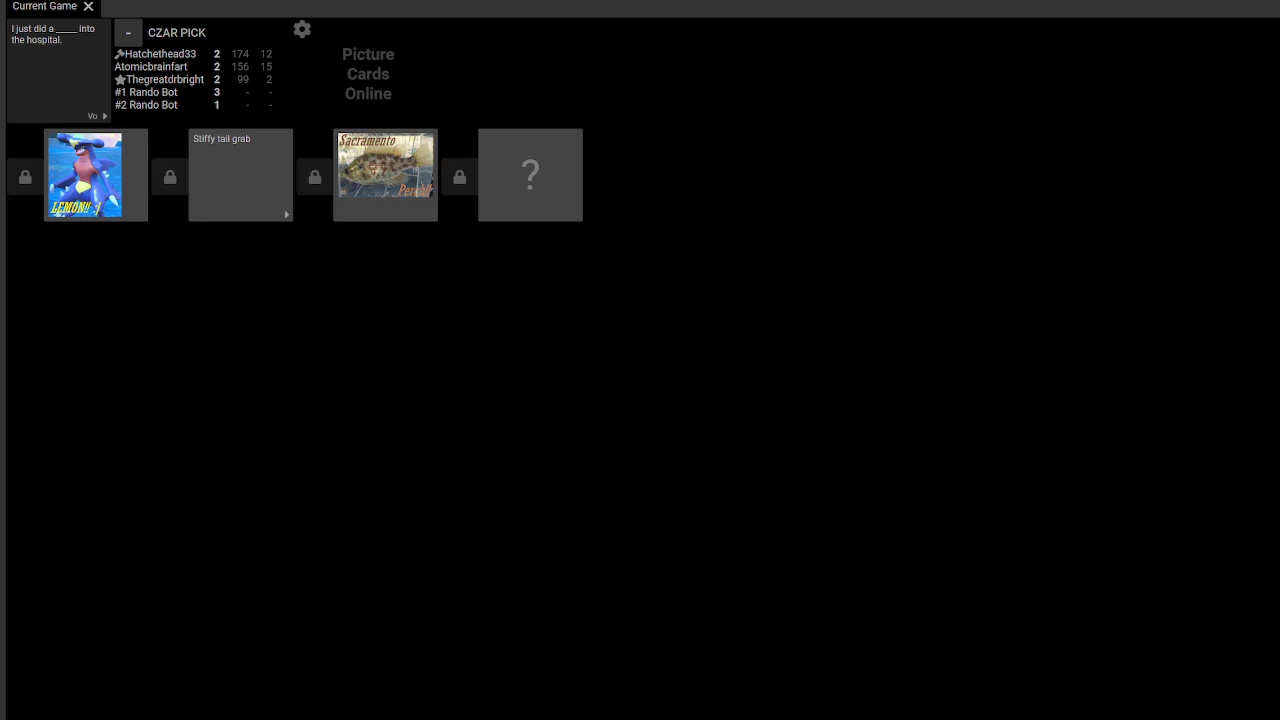 Current Game
I just did a _____ into
the hospital.
Vo
-
CZAR PICK
Hatchethead33 2 174 12
Atomicbrainfart 2 156 15
Thegreatdrbright 2 99 2
#1 Rando Bot 3 - -
#2 Rando Bot 1 - -
Picture
Cards
Online
LEMON!! :)
Stiffy tail grab
Sacramento
?